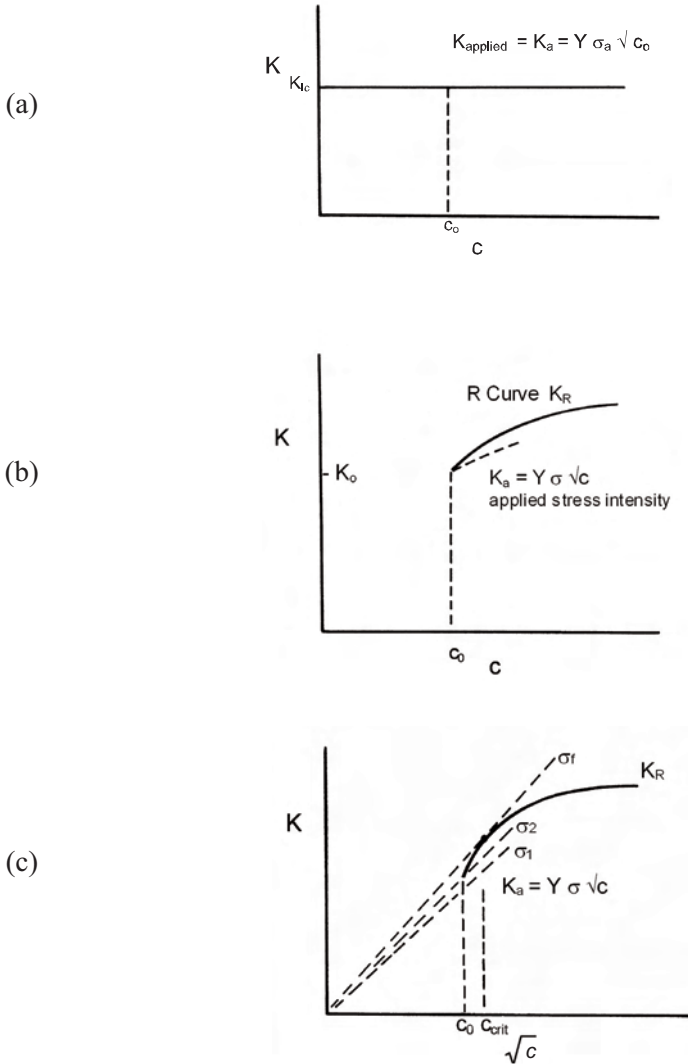 (a)
K_applied = K_a = Y σ_a √ c_o
K
K_Ic
c_o
c
(b)
R Curve K_R
K
K_o
K_a = Y σ √c
applied stress intensity
c_0
c
(c)
σ_f
K_R
K
σ_2
σ_1
K_a = Y σ √c
c_0 c_crit
√c